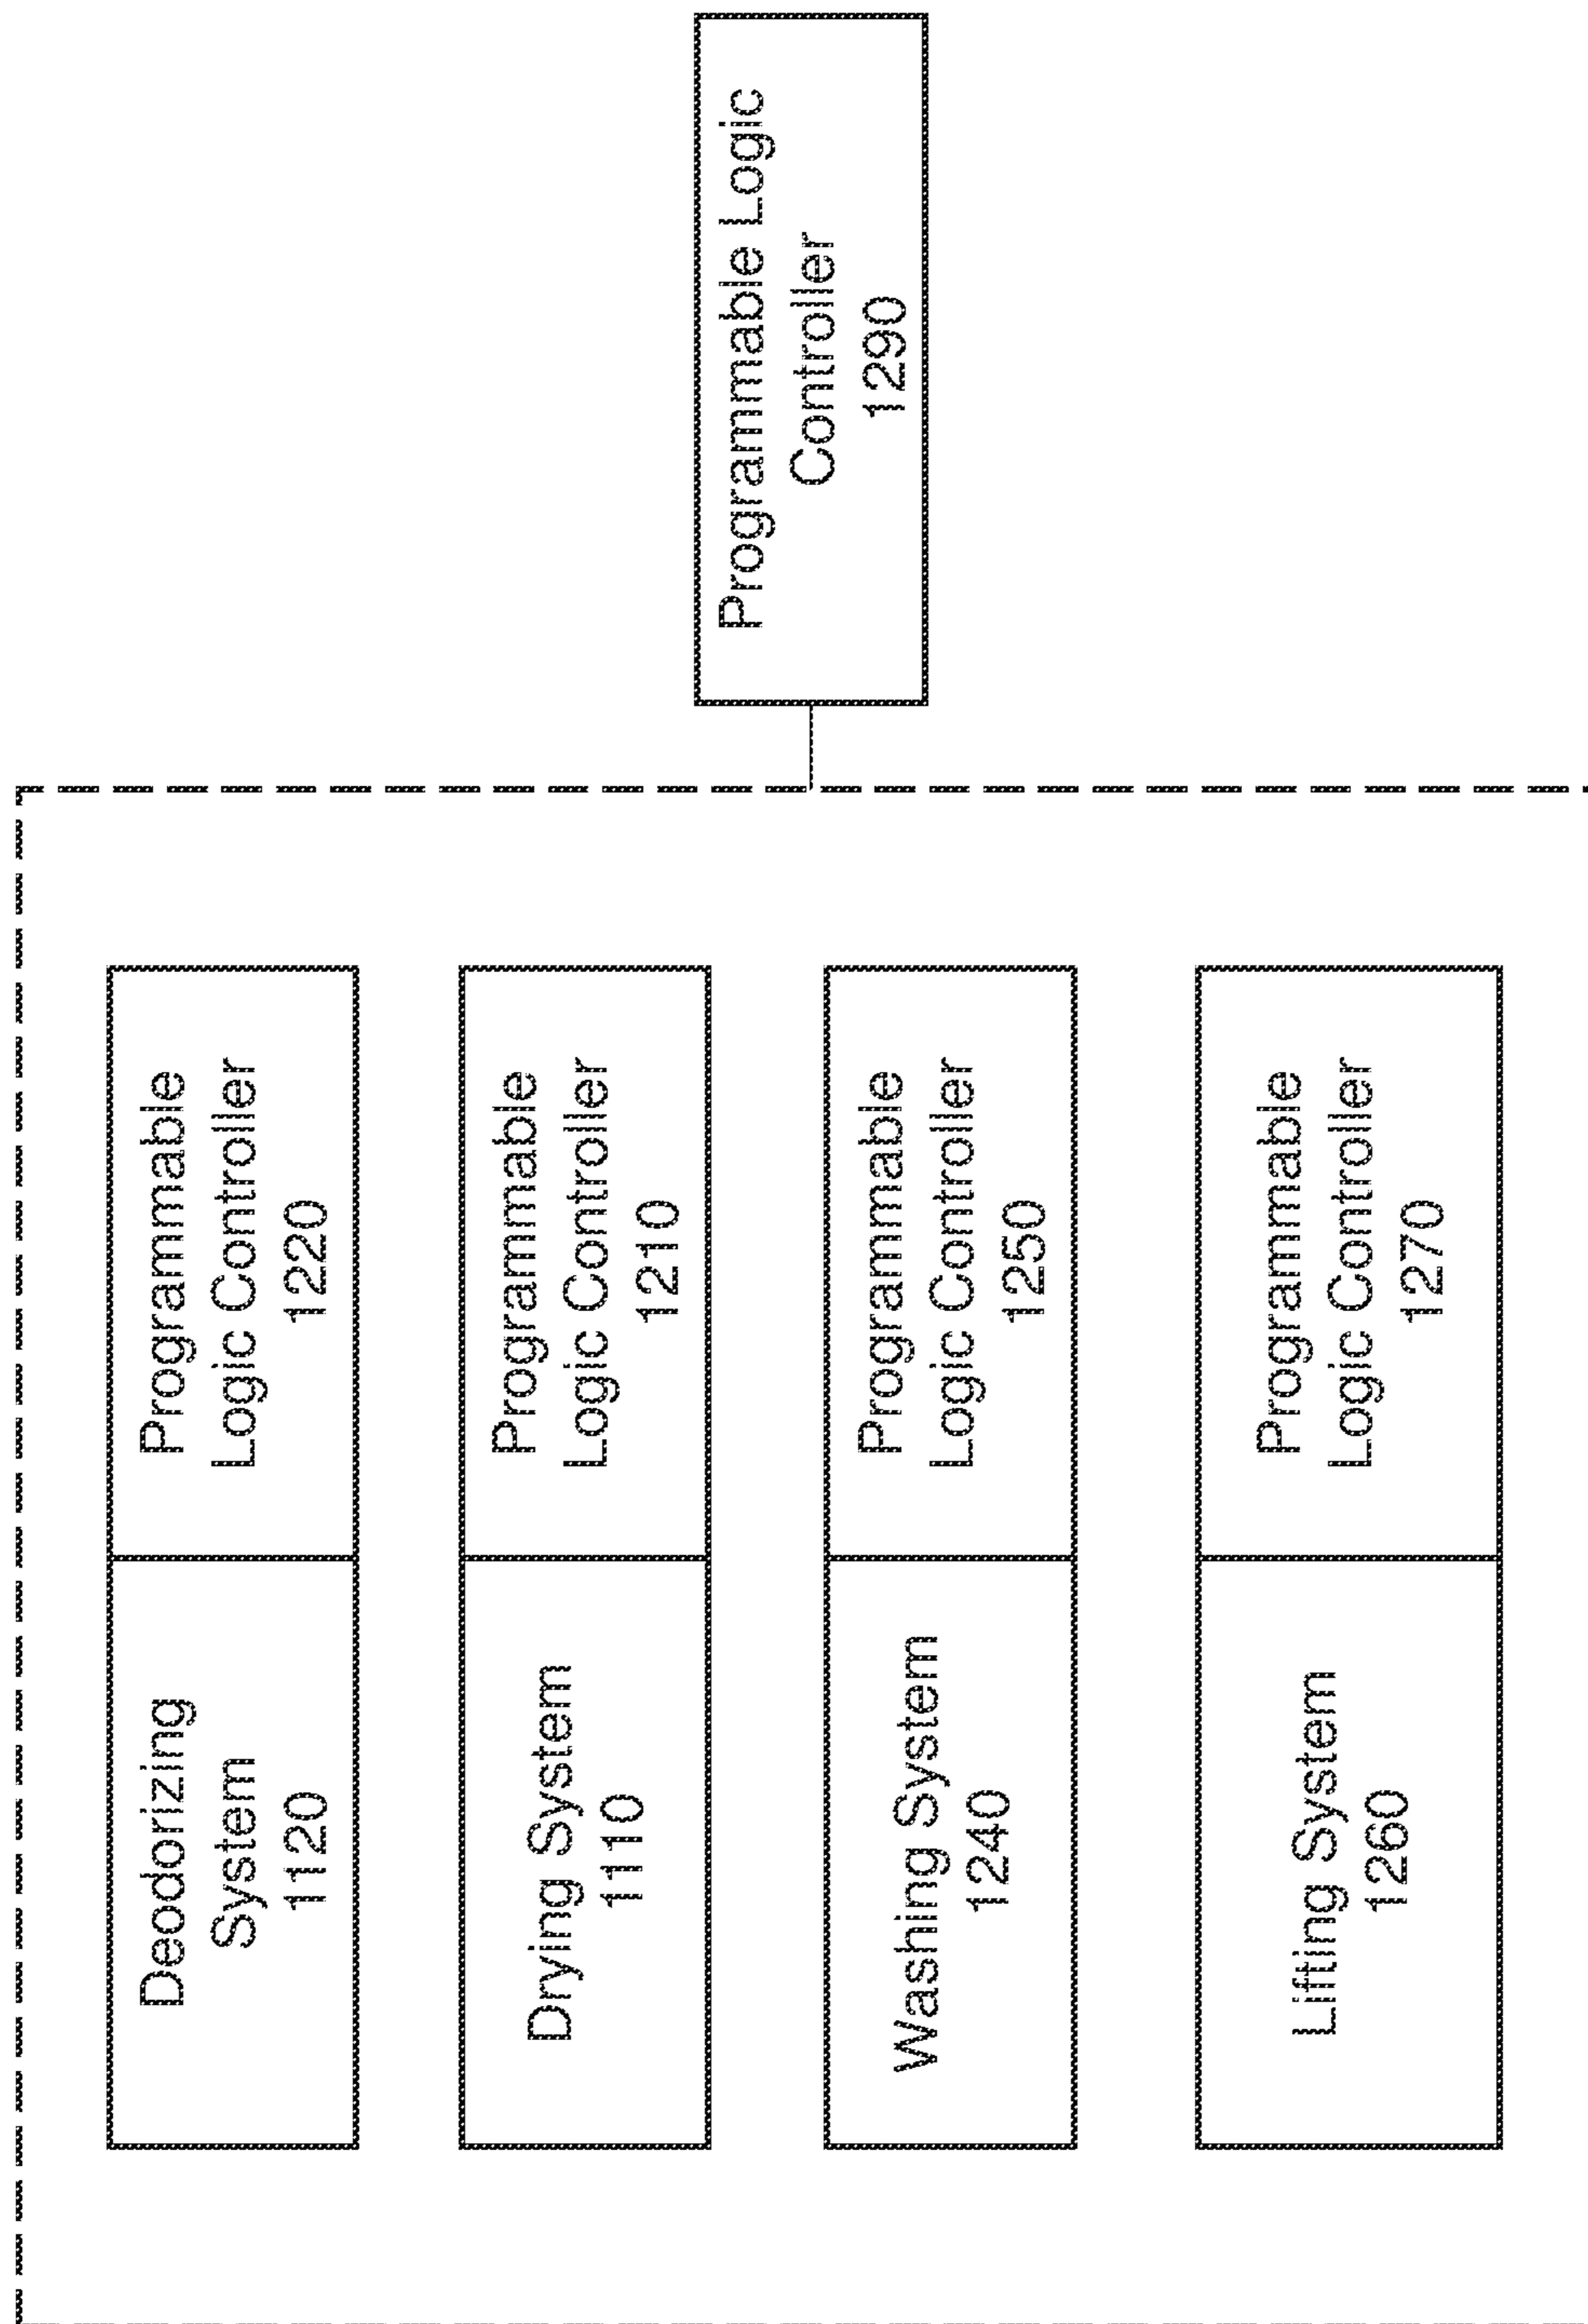 Deodorizing
System
1120
Programmable
Logic Controller
1220
Drying System
1110
Programmable
Logic Controller
1210
Washing System
1240
Programmable
Logic Controller
1250
Lifting System
1260
Programmable
Logic Controller
1270
Programmable Logic
Controller
1290